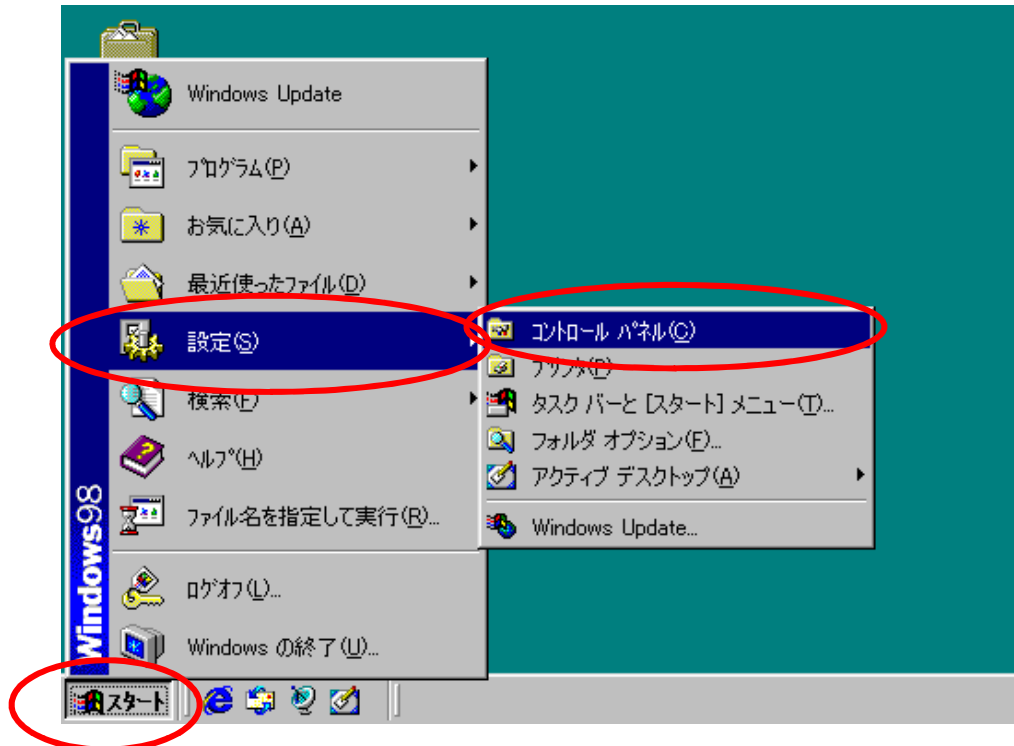 Windows Update
プログラム(P)
お気に入り(A)
最近使ったファイル(D)
設定(S)
検索(F)
ヘルプ(H)
ファイル名を指定して実行(R)...
ログオフ(L)...
Windows の終了(U)...
Windows98
コントロール パネル(C)
プリンタ(P)
タスク バーと [スタート] メニュー(T)...
フォルダ オプション(F)...
アクティブ デスクトップ(A)
Windows Update...
スタート